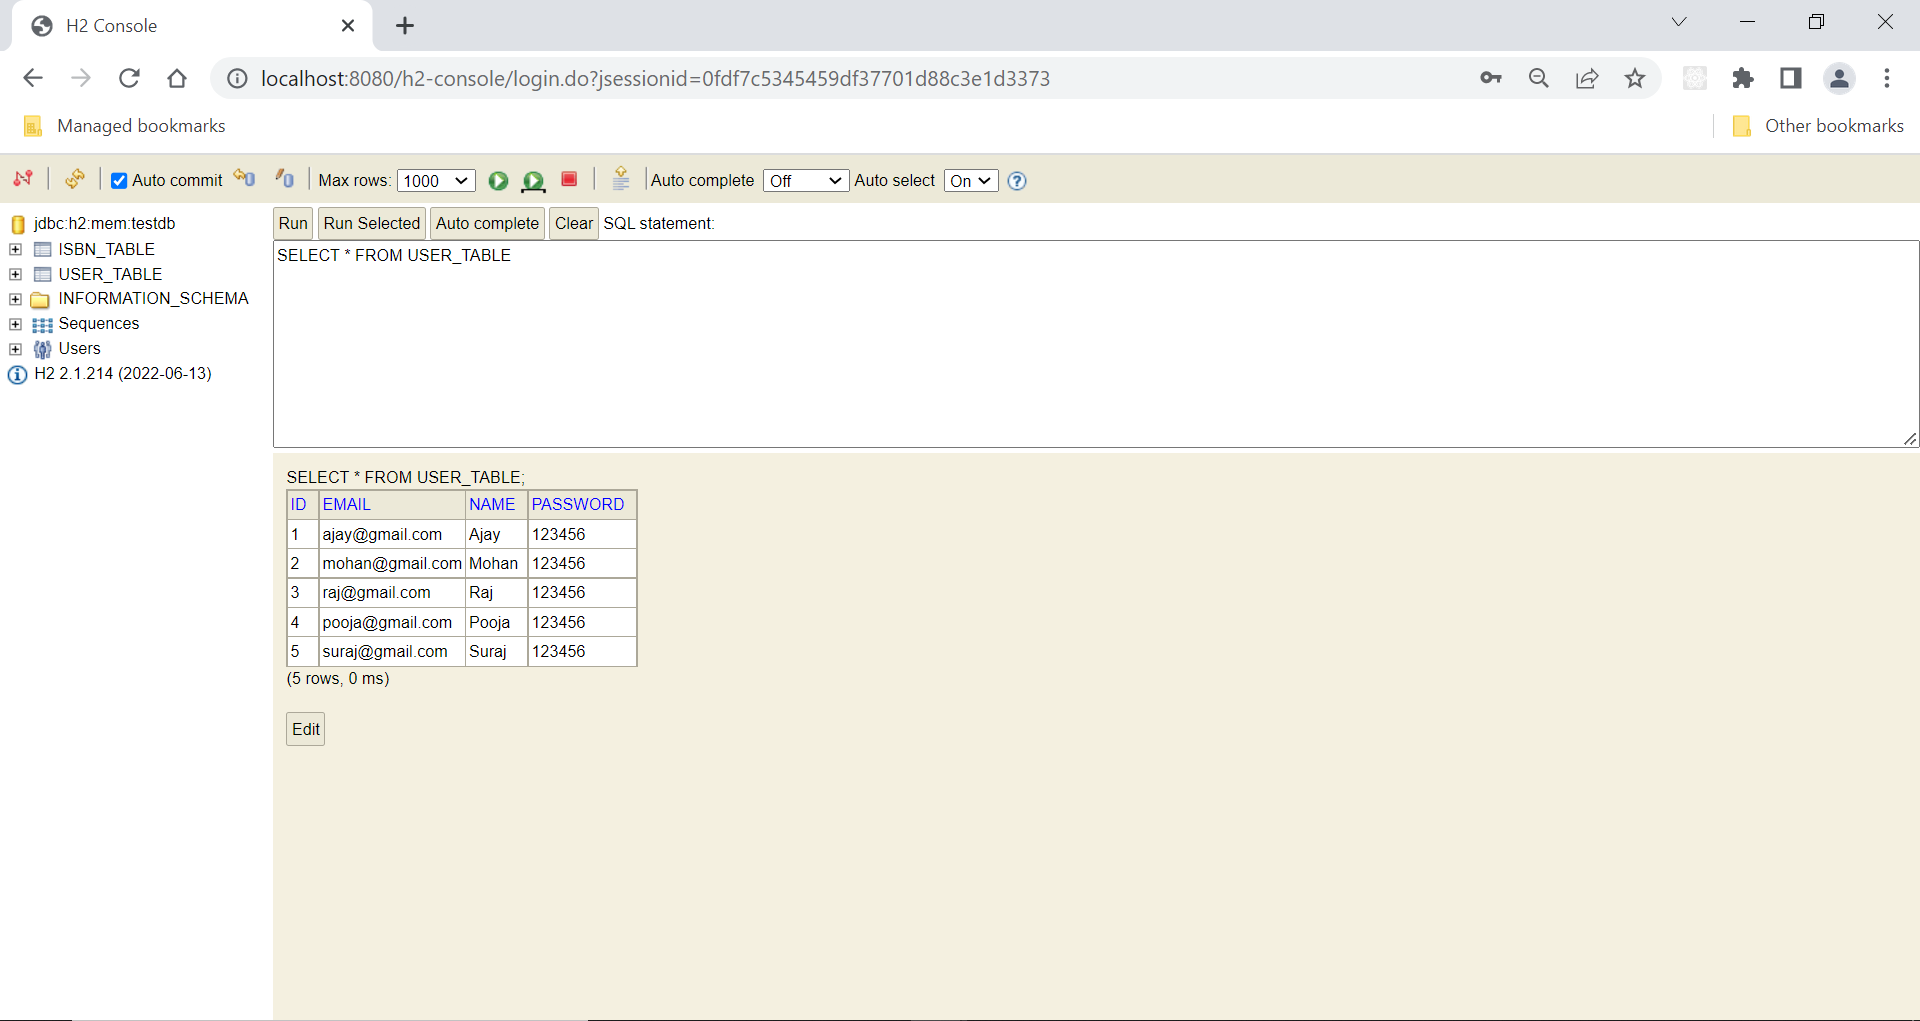 H2 Console
localhost:8080/h2-console/login.do?jsessionid=0fdf7c5345459df37701d88c3e1d3373
Managed bookmarks
Other bookmarks
Auto commit Max rows: 1000 Auto complete Off Auto select On
jdbc:h2:mem:testdb
ISBN_TABLE
USER_TABLE
INFORMATION_SCHEMA
Sequences
Users
H2 2.1.214 (2022-06-13)
Run Run Selected Auto complete Clear SQL statement:
SELECT * FROM USER_TABLE
SELECT * FROM USER_TABLE;
ID EMAIL NAME PASSWORD
1 ajay@gmail.com Ajay 123456
2 mohan@gmail.com Mohan 123456
3 raj@gmail.com Raj 123456
4 pooja@gmail.com Pooja 123456
5 suraj@gmail.com Suraj 123456
(5 rows, 0 ms)
Edit